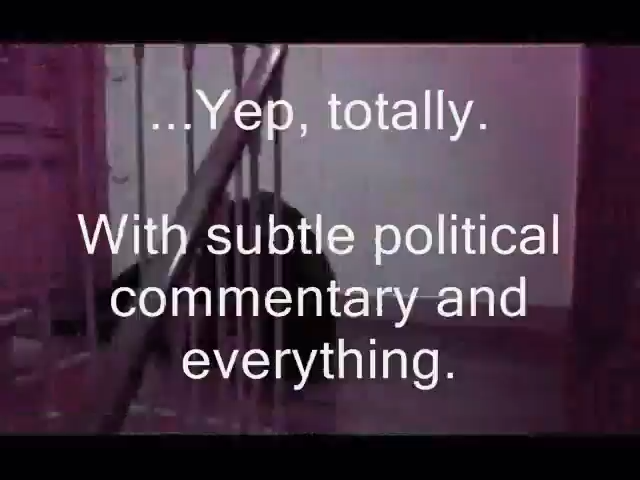 ...Yep, totally.
With subtle political
commentary and
everything.